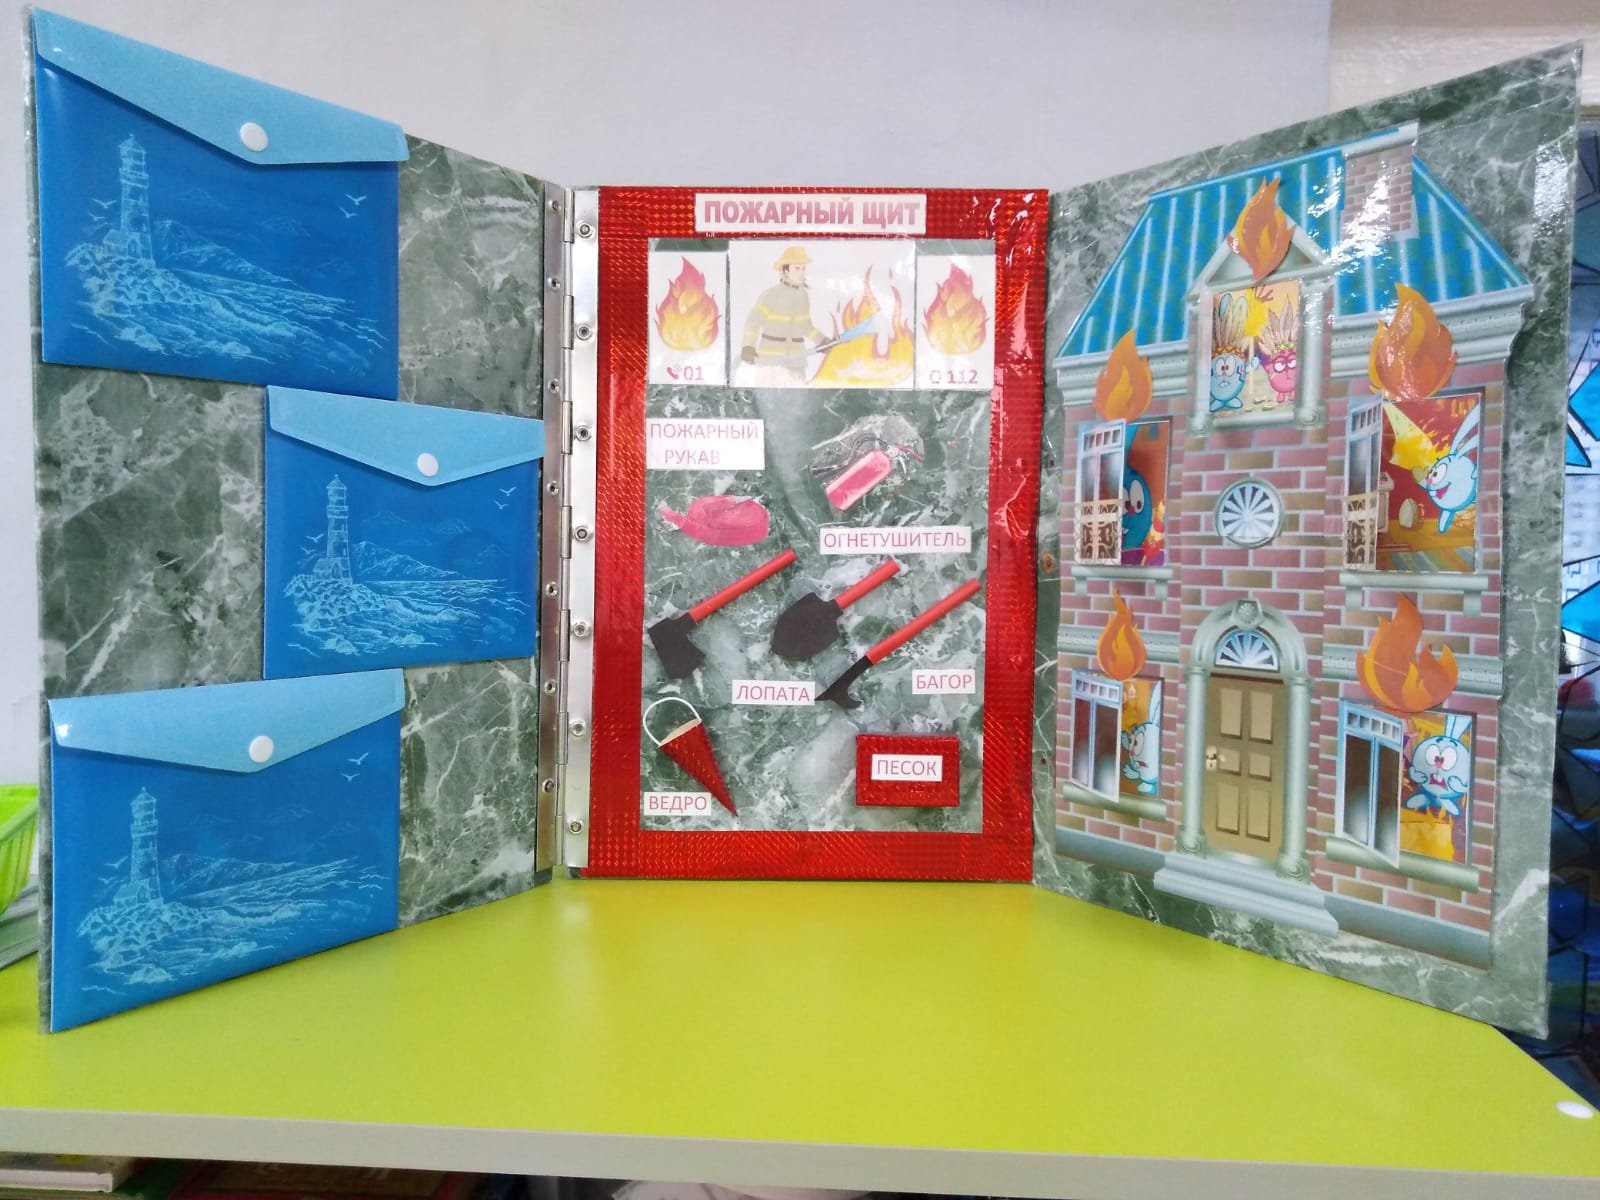 ПОЖАРНЫЙ ЩИТ
01
112
ПОЖАРНЫЙ
РУКАВ
ОГНЕТУШИТЕЛЬ
ЛОПАТА
БАГОР
ПЕСОК
ВЕДРО